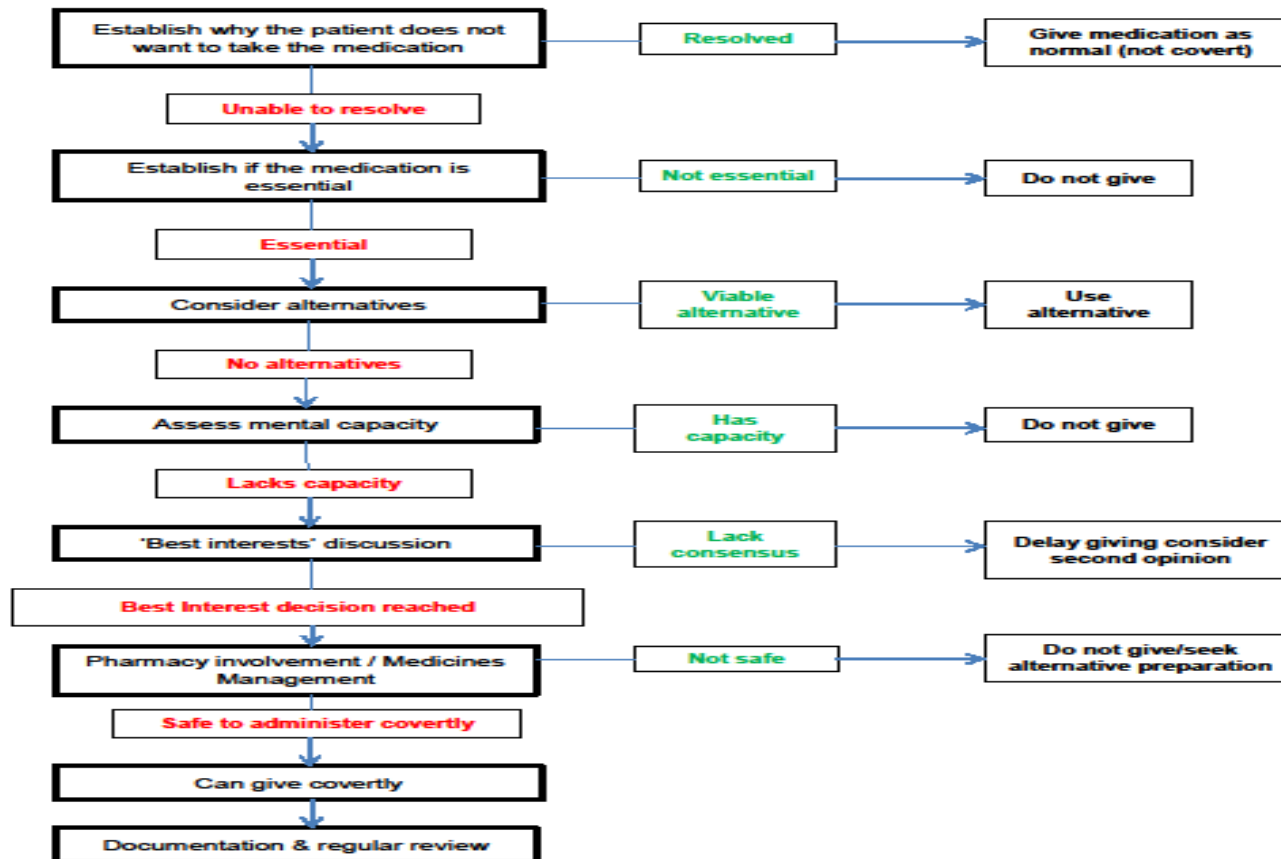 Establish why the patient does not
want to take the medication
Resolved
Give medication as
normal (not covert)
Unable to resolve
Establish if the medication is
essential
Not essential
Do not give
Essential
Consider alternatives
Viable
alternative
Use
alternative
No alternatives
Assess mental capacity
Has
capacity
Do not give
Lacks capacity
'Best interests' discussion
Lack
consensus
Delay giving consider
second opinion
Best Interest decision reached
Pharmacy involvement / Medicines
Management
Not safe
Do not give/seek
alternative preparation
Safe to administer covertly
Can give covertly
Documentation & regular review